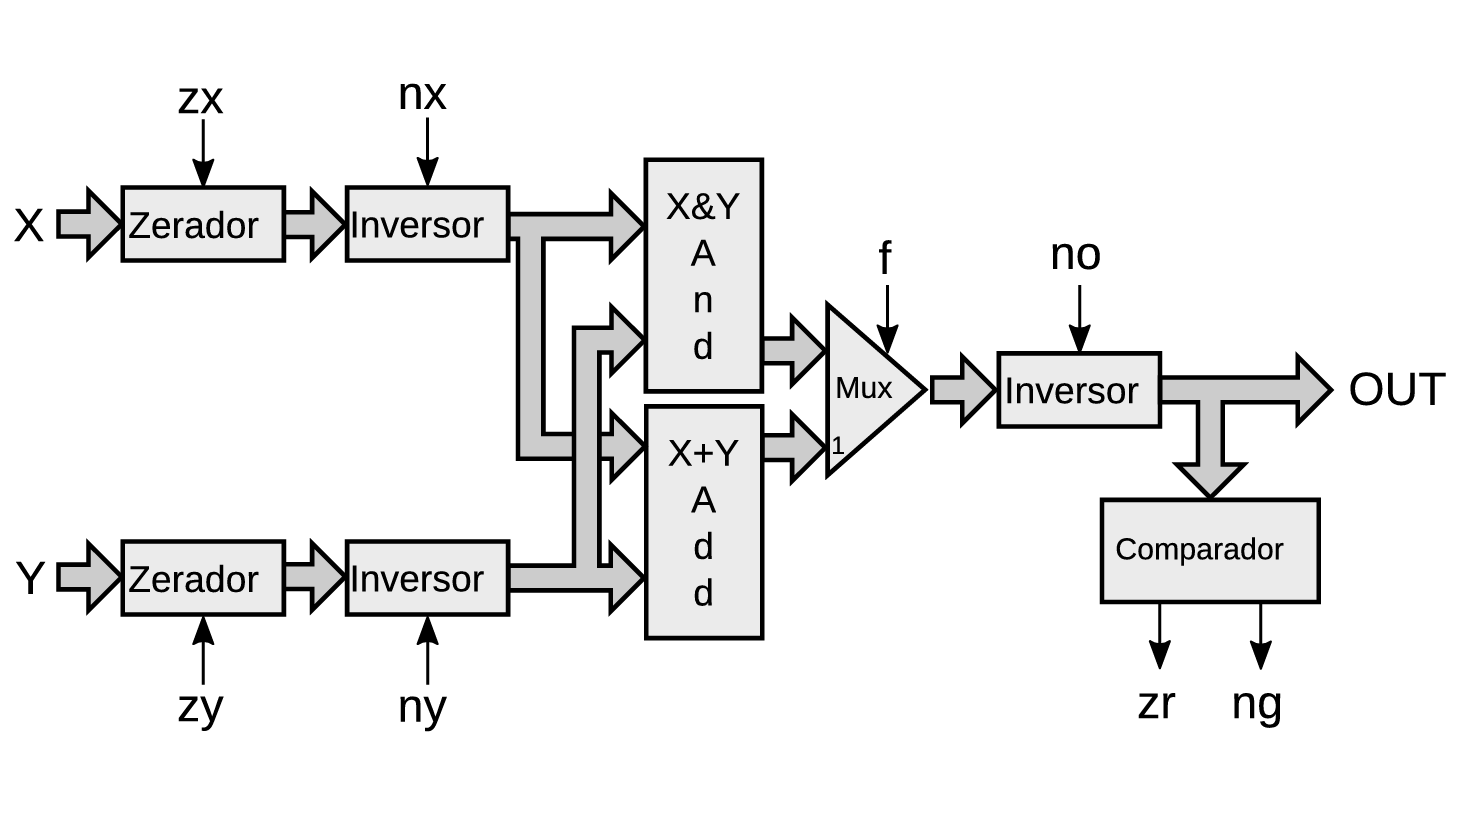 zx
nx
X
Zerador
Inversor
X&Y
A
n
d
f
no
Mux
1
Inversor
OUT
X+Y
A
d
d
Y
Zerador
Inversor
Comparador
zy
ny
zr
ng